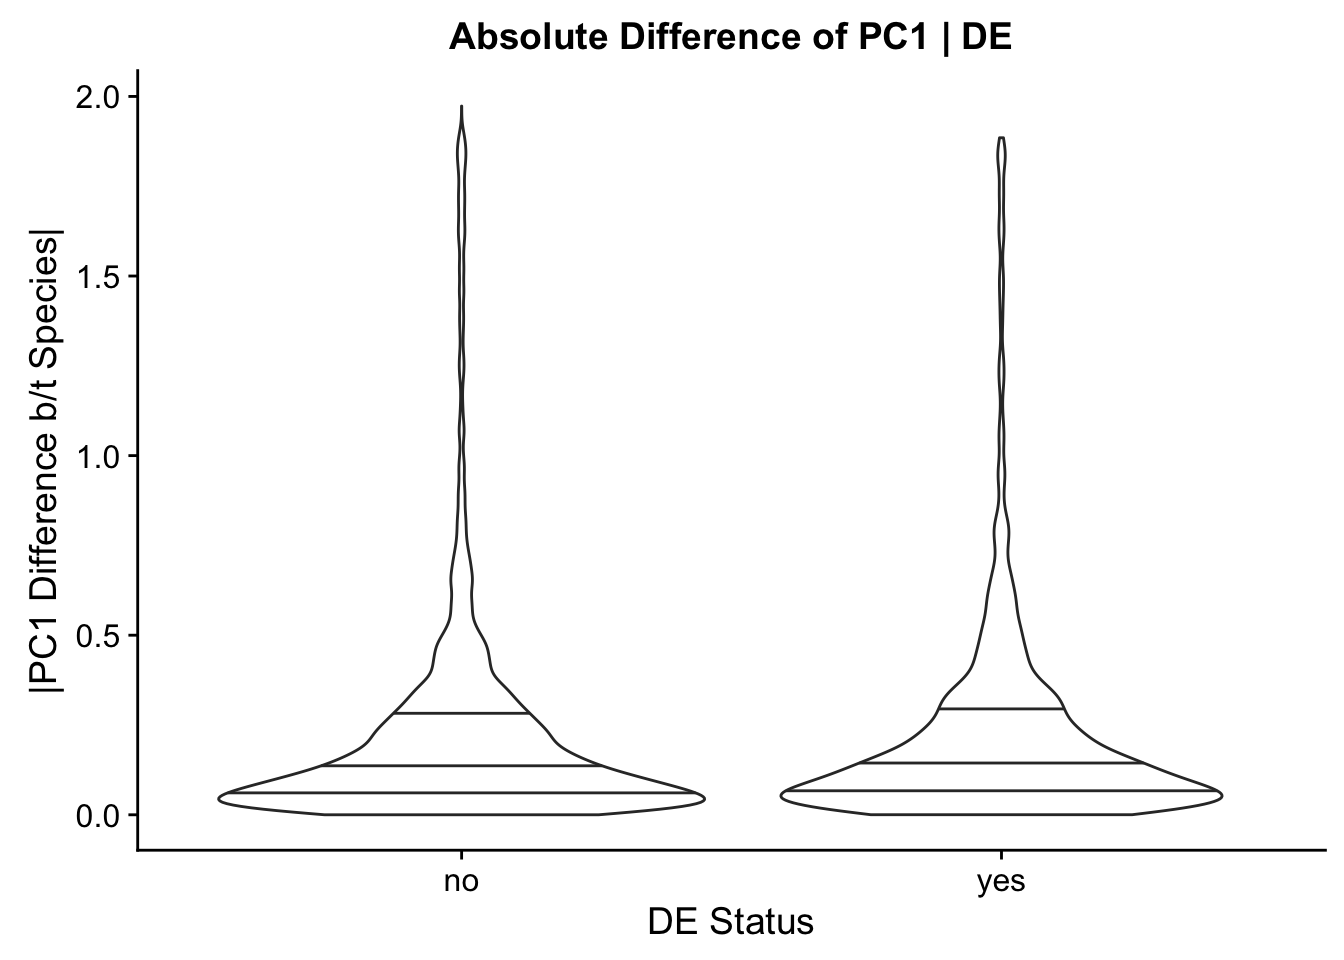 Absolute Difference of PC1 | DE
|PC1 Difference b/t Species|
2.0
1.5
1.0
0.5
0.0
no
yes
DE Status